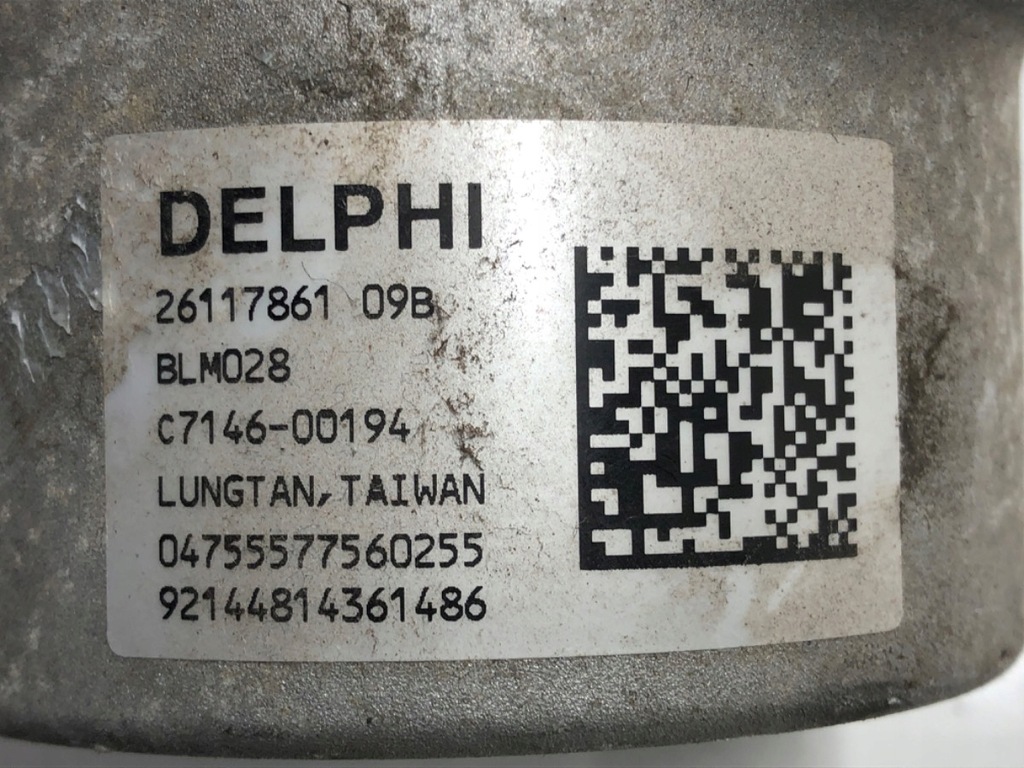 DELPHI
26117861 09B
BLM028
C7146-00194
LUNGTAN, TAIWAN
04755577560255
92144814361486